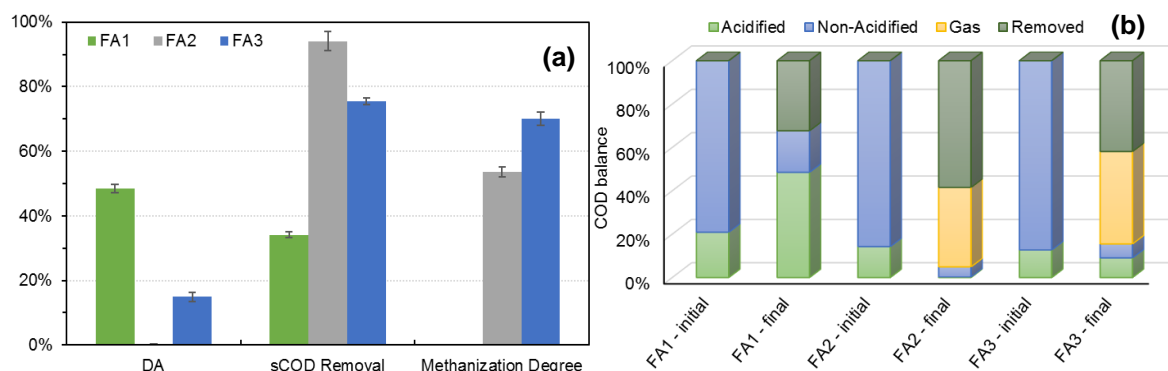 100%
80%
60%
40%
20%
0%
FA1 FA2 FA3
(a)
DA sCOD Removal Methanization Degree
(b)
Acidified Non-Acidified Gas Removed
COD balance
100%
80%
60%
40%
20%
0%
FA1 - initial
FA1 - final
FA2 - initial
FA2 - final
FA3 - initial
FA3 - final